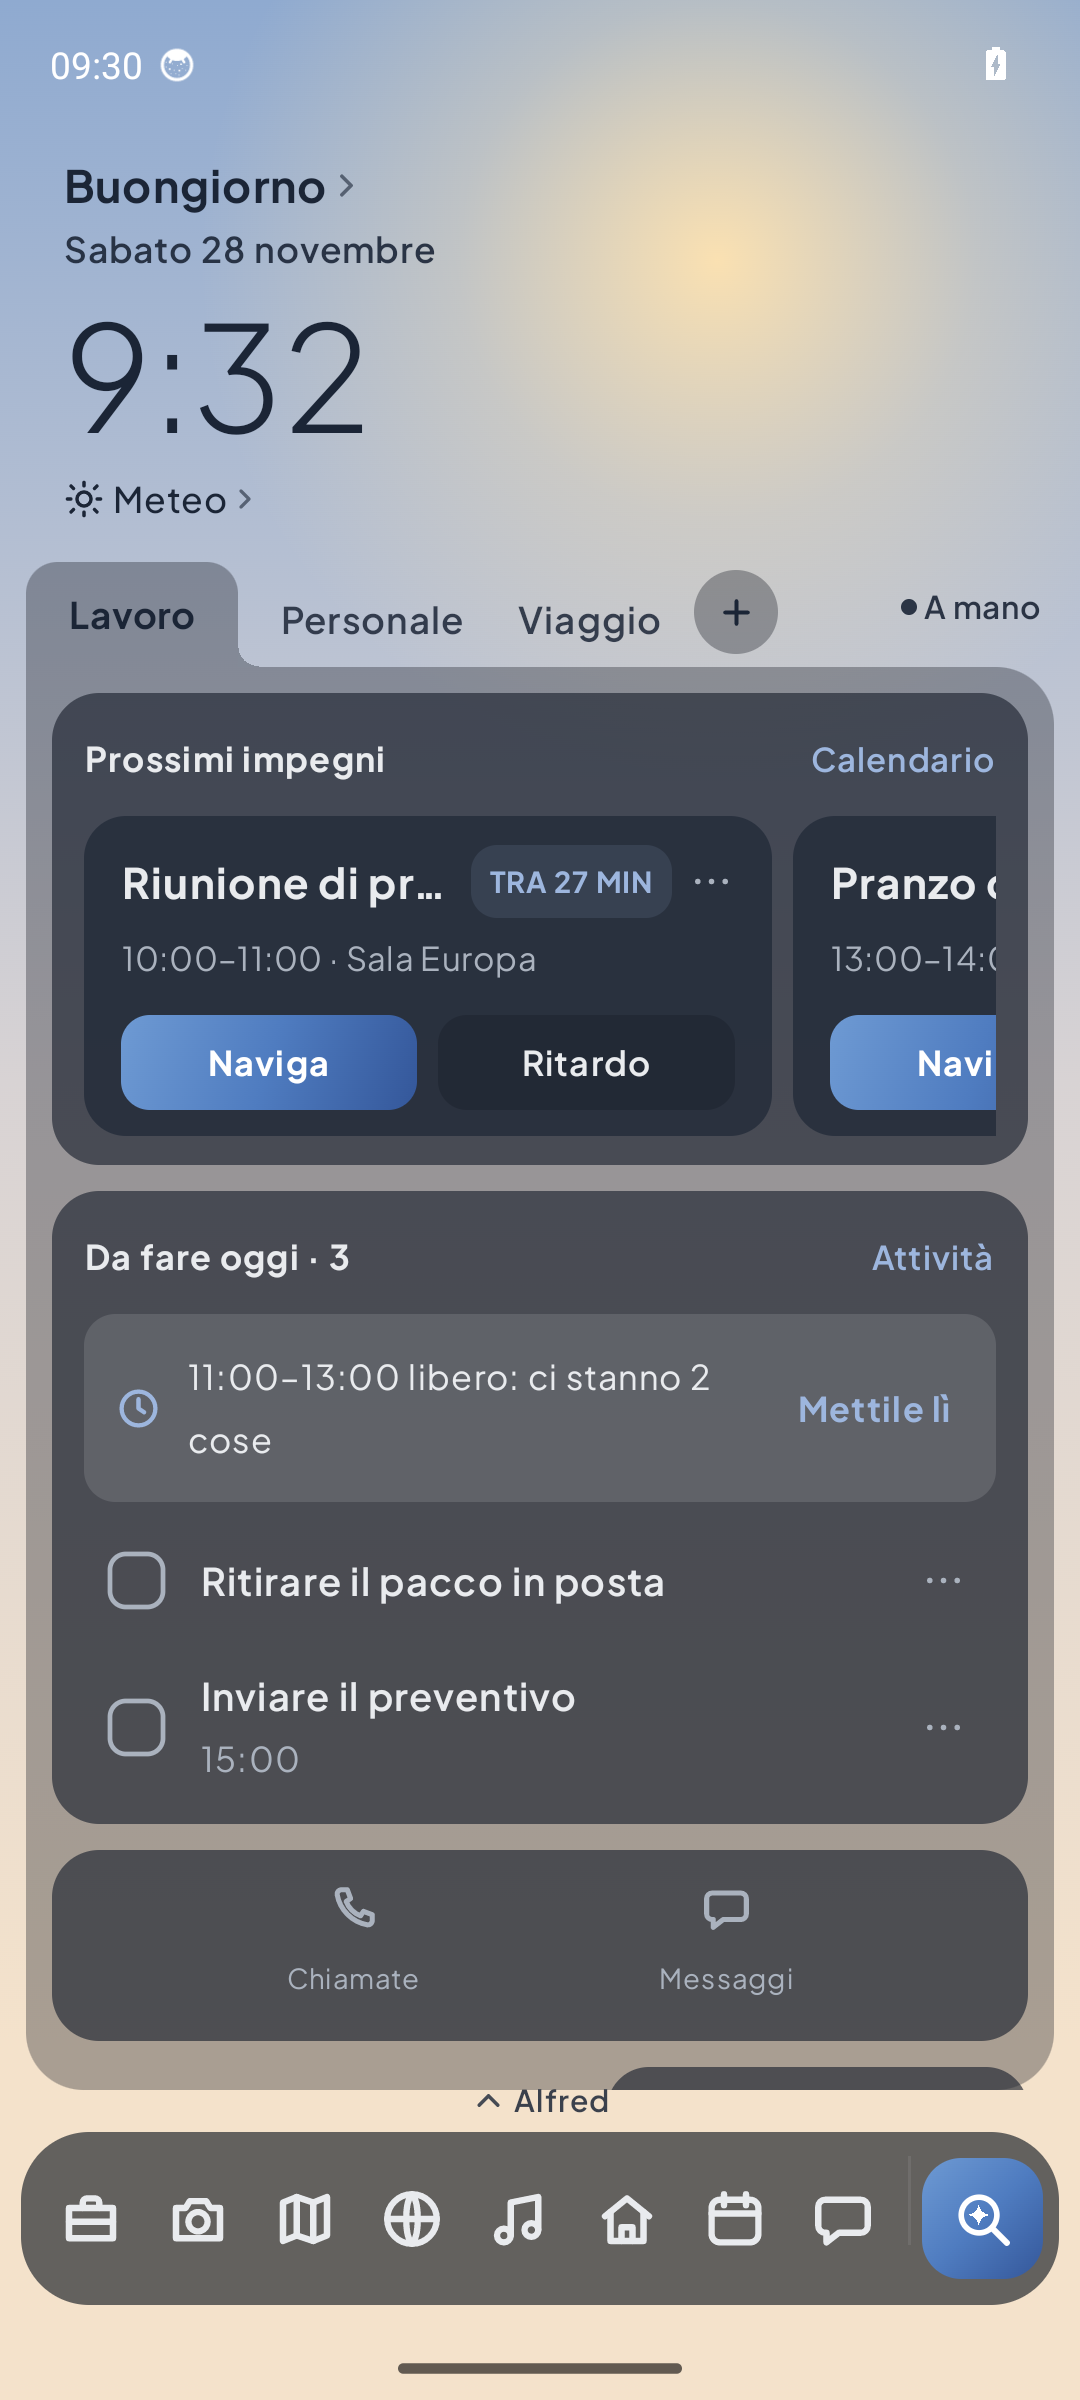 09:30
Buongiorno
Sabato 28 novembre
9:32
Meteo
Lavoro
Personale
Viaggio
A mano
Prossimi impegni
Calendario
Riunione di pr…
TRA 27 MIN
Pranzo
10:00–11:00 · Sala Europa
13:00–14:0
Naviga
Ritardo
Navi
Da fare oggi · 3
Attività
11:00–13:00 libero: ci stanno 2
cose
Mettile lì
Ritirare il pacco in posta
Inviare il preventivo
15:00
Chiamate
Messaggi
Alfred